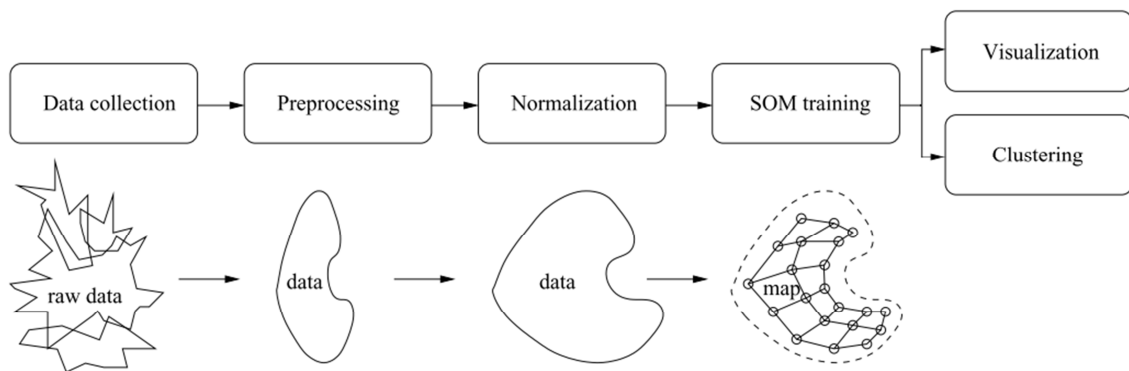 Visualization
Data collection
Preprocessing
Normalization
SOM training
Clustering
raw data
data
data
map